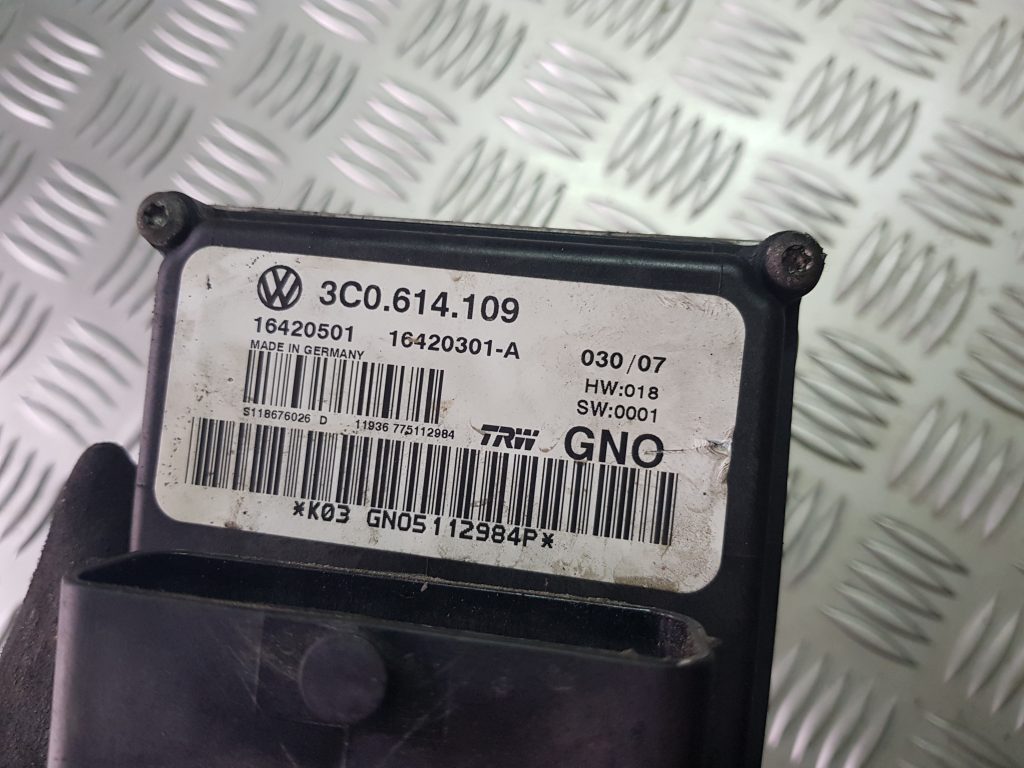 3C0.614.109
16420501 16420301-A 030/07
MADE IN GERMANY HW:018
SW:0001
S118676026 D 11936 775112984 TRW GNO
*K03 GNO5112984P*